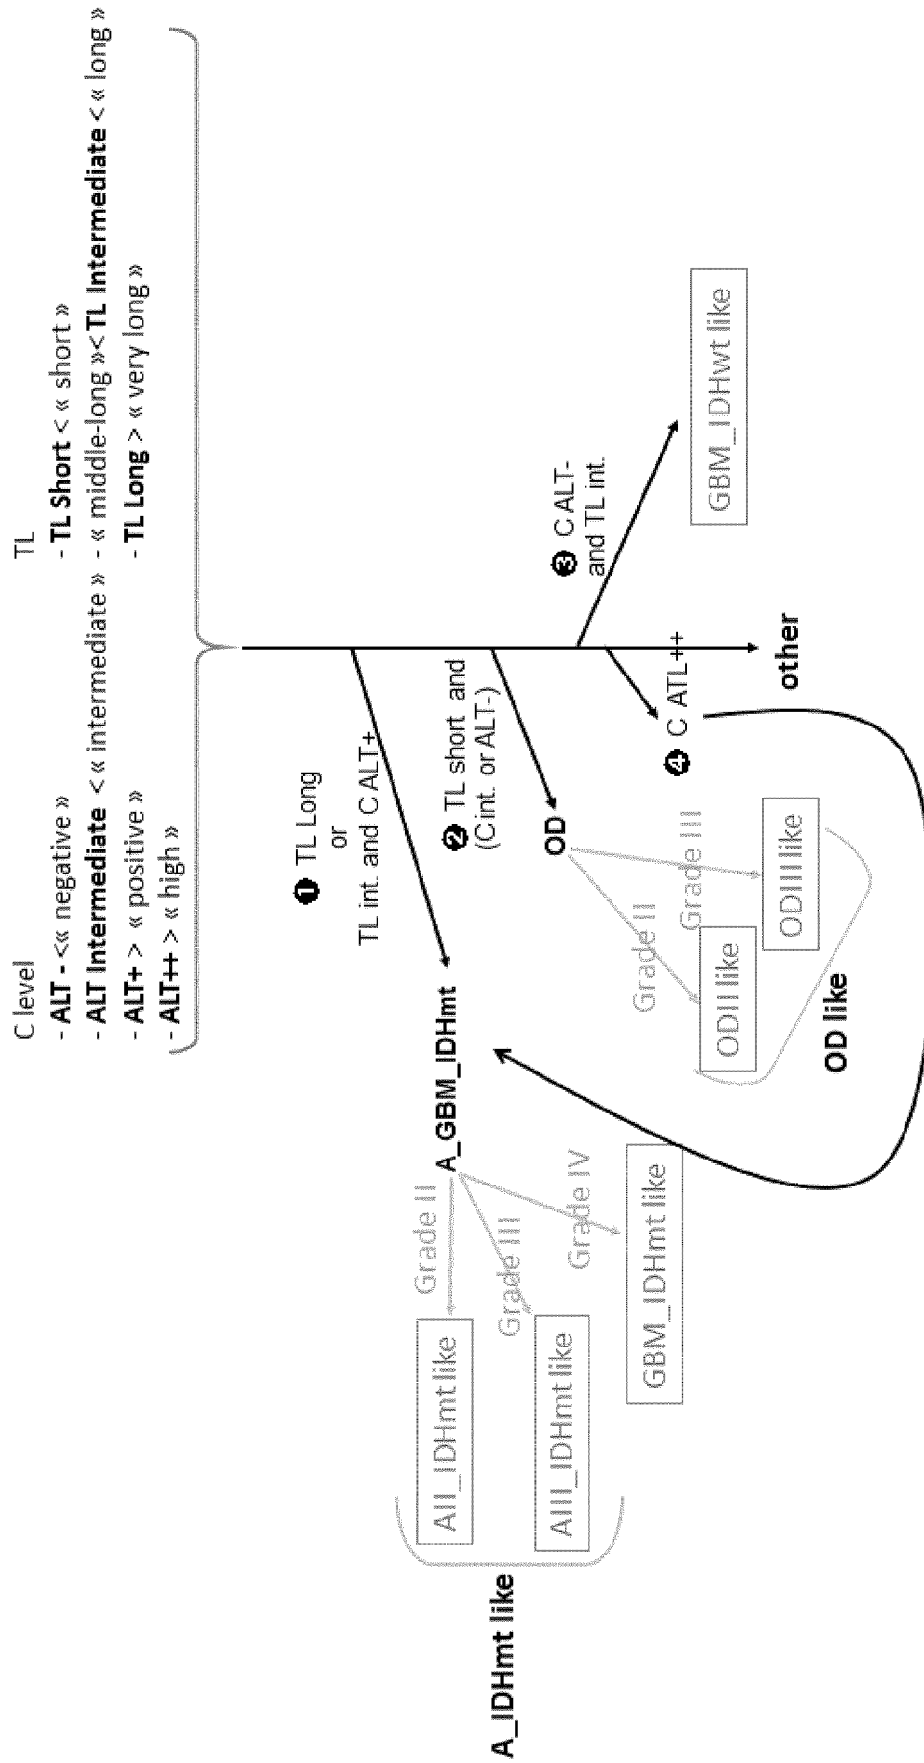 C level
- ALT - <« negative »
- ALT Intermediate <« intermediate »
- ALT+ > « positive »
- ALT++ > « high »
TL
- TL Short < « short »
- « middle-long »< TL Intermediate < « long »
- TL Long > « very long »
❶ TL Long
or
TL int. and C ALT+
❷ TL short and
(C int. or ALT-)
❸ C ALT-
and TL int.
❹ C ATL++
A_GBM_IDHmt
OD
other
GBM_IDHwt like
Grade II
Grade III
Grade IV
AII_IDHmt like
AIII_IDHmt like
GBM_IDHmt like
A_IDHmt like
Grade II
Grade III
ODII like
ODIII like
OD like